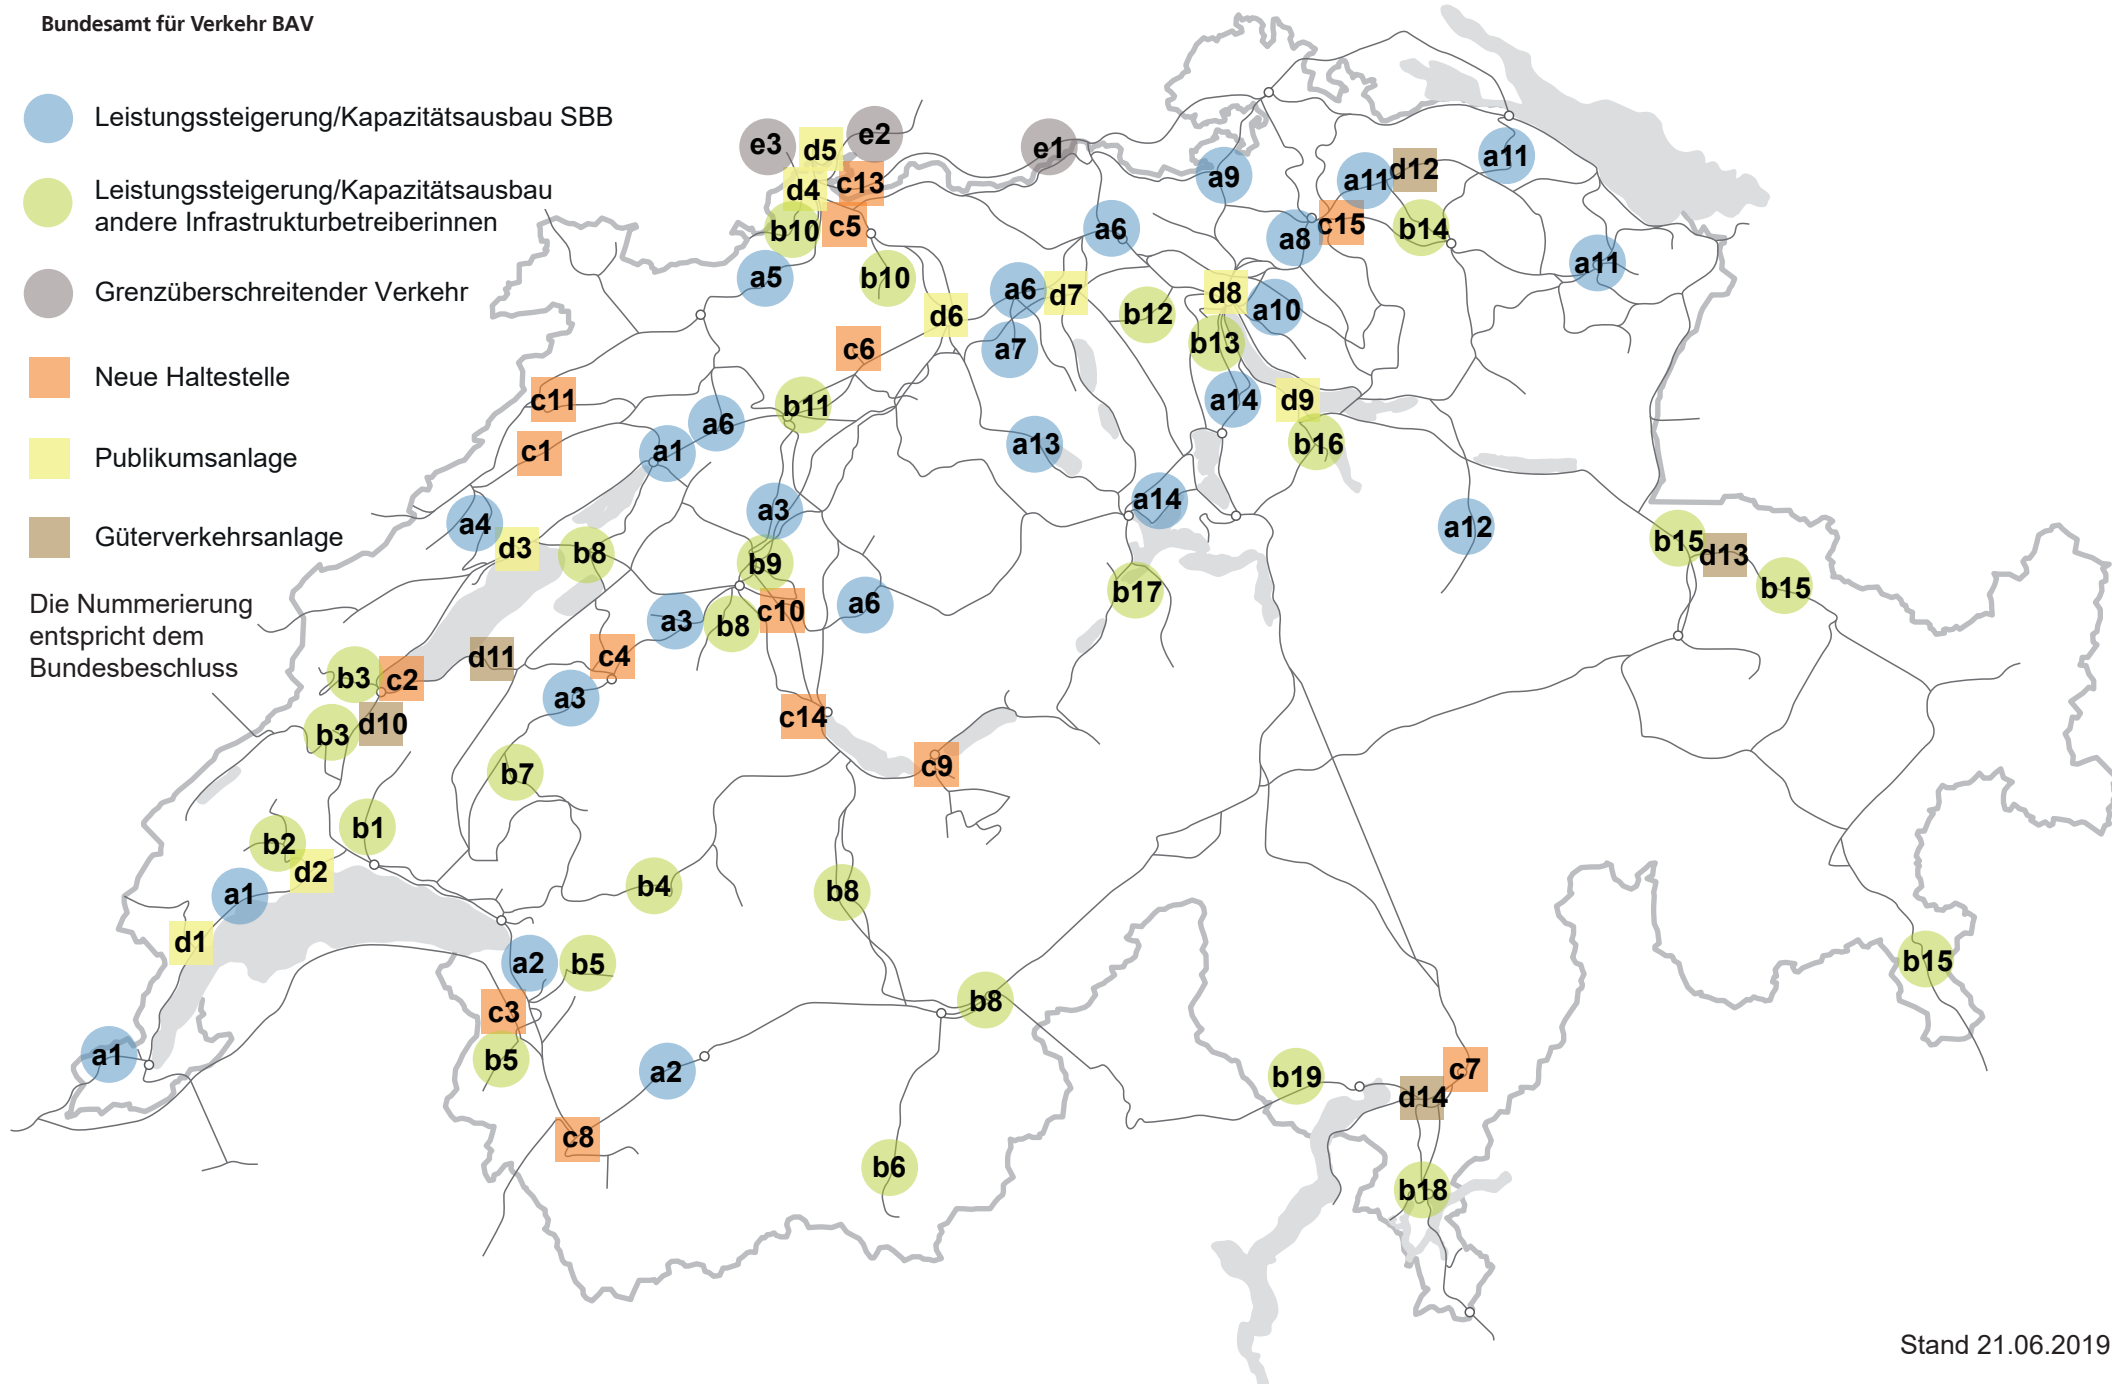 Bundesamt für Verkehr BAV
Leistungssteigerung/Kapazitätsausbau SBB
Leistungssteigerung/Kapazitätsausbau
andere Infrastrukturbetreiberinnen
Grenzüberschreitender Verkehr
Neue Haltestelle
Publikumsanlage
Güterverkehrsanlage
Die Nummerierung
entspricht dem
Bundesbeschluss
e3
d5
e2
e1
d4
c13
a9
a11
d12
a11
b10
c5
a6
a8
c15
b14
a5
b10
a6
d7
d8
a10
a11
d6
b12
c6
a7
b13
c11
a6
b11
a14
d9
c1
a1
a13
b16
a4
a3
a14
a12
d3
b8
b9
b15
d13
b15
a3
b8
c10
a6
b17
b3
c2
d11
c4
a3
b3
d10
c14
b7
c9
b2
b1
d2
a1
b4
b8
d1
a2
b5
b15
c3
b8
a1
b5
a2
b19
c7
d14
c8
b6
b18
Stand 21.06.2019